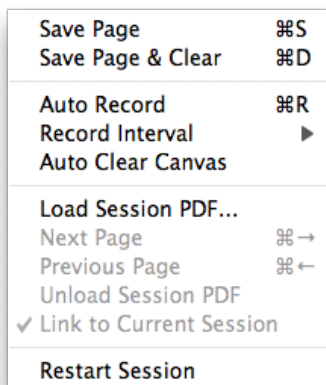 Save Page ⌘S
Save Page & Clear ⌘D
Auto Record ⌘R
Record Interval ▶
Auto Clear Canvas
Load Session PDF...
Next Page ⌘→
Previous Page ⌘←
Unload Session PDF
✓ Link to Current Session
Restart Session